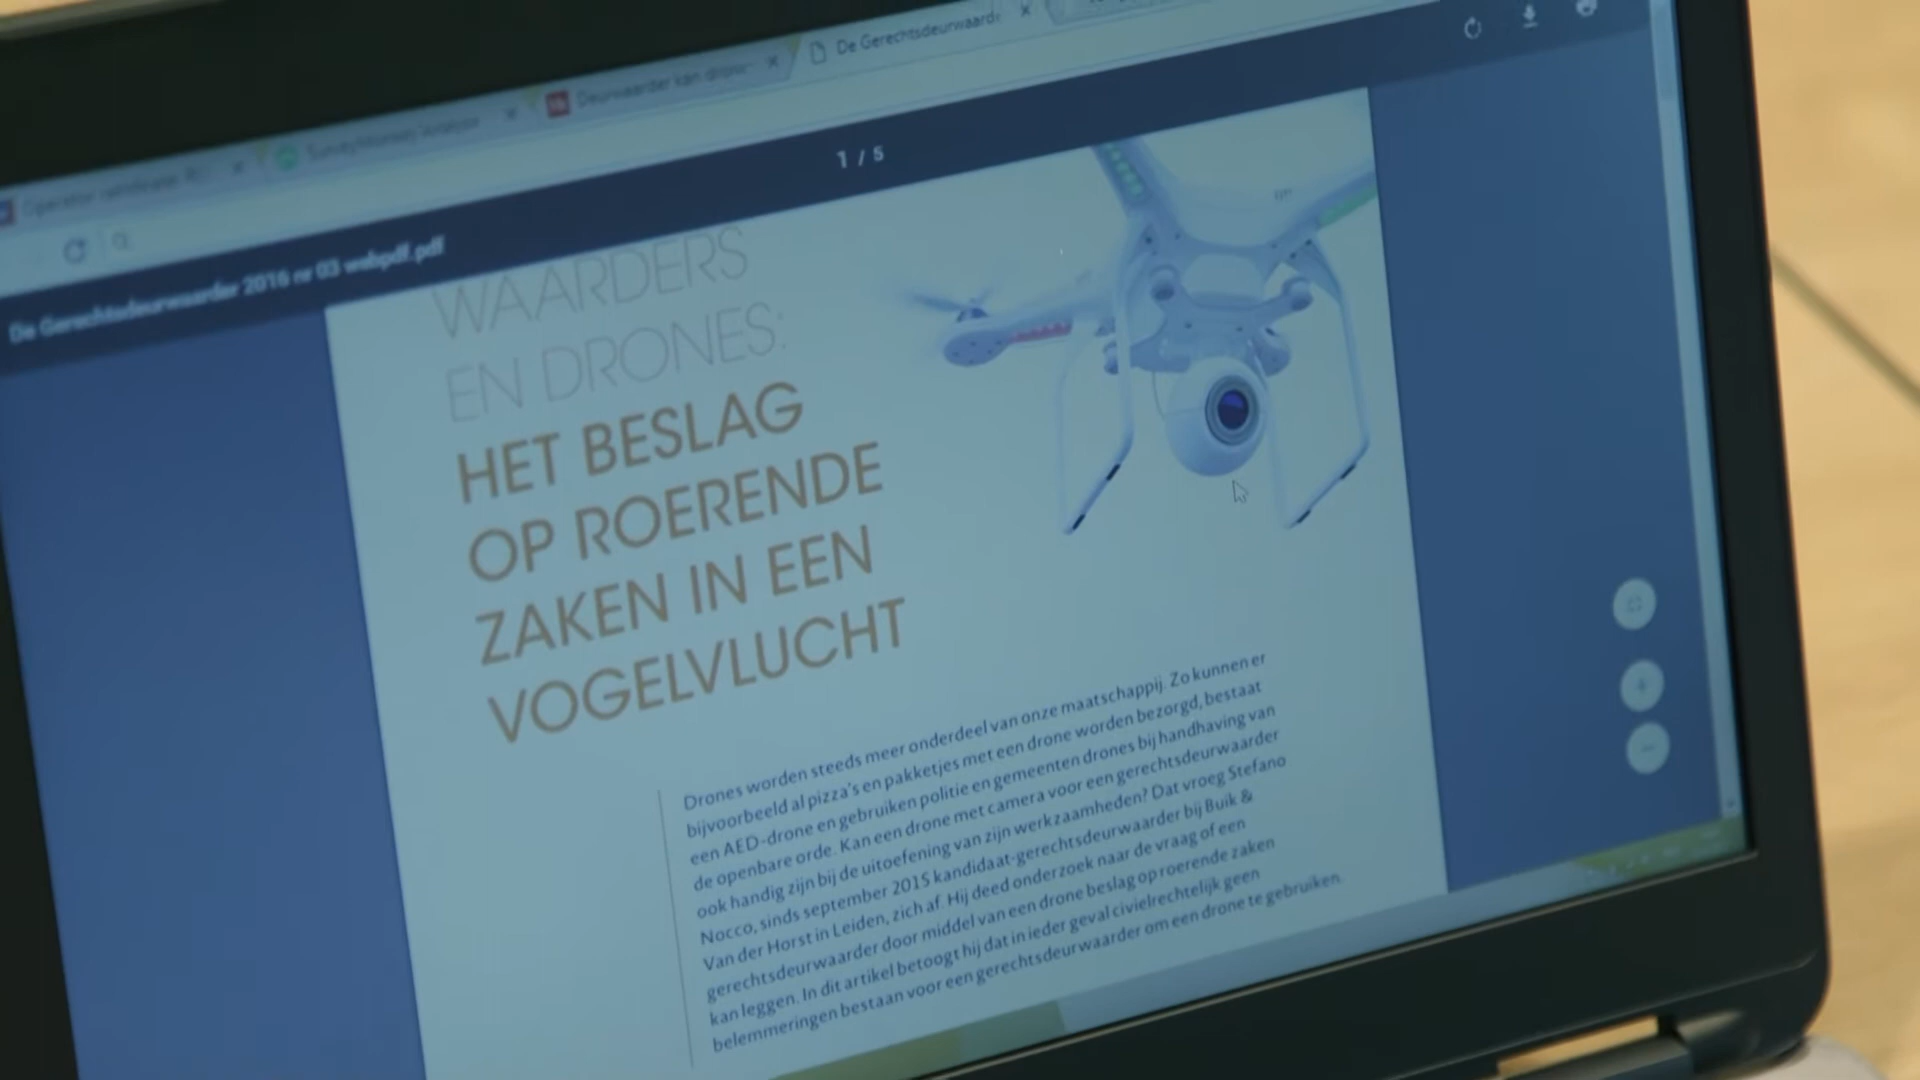 De Gerechtsdeurwaard
Deurwaarder kan drone
SurveyMonkey Analyse
1 / 5
De Gerechtsdeurwaarder 2016 nr 03 webpdf.pdf
WAARDERS
EN DRONES:
HET BESLAG
OP ROERENDE
ZAKEN IN EEN
VOGELVLUCHT
Drones worden steeds meer onderdeel van onze maatschappij. Zo kunnen er
bijvoorbeeld al pizza's en pakketjes met een drone worden bezorgd, bestaat
een AED-drone en gebruiken politie en gemeenten drones bij handhaving van
de openbare orde. Kan een drone met camera voor een gerechtsdeurwaarder
ook handig zijn bij de uitoefening van zijn werkzaamheden? Dat vroeg Stefano
Nocco, sinds september 2015 kandidaat-gerechtsdeurwaarder bij Buik &
Van der Horst in Leiden, zich af. Hij deed onderzoek naar de vraag of een
gerechtsdeurwaarder door middel van een drone beslag op roerende zaken
kan leggen. In dit artikel betoogt hij dat in ieder geval civielrechtelijk geen
belemmeringen bestaan voor een gerechtsdeurwaarder om een drone te gebruiken.